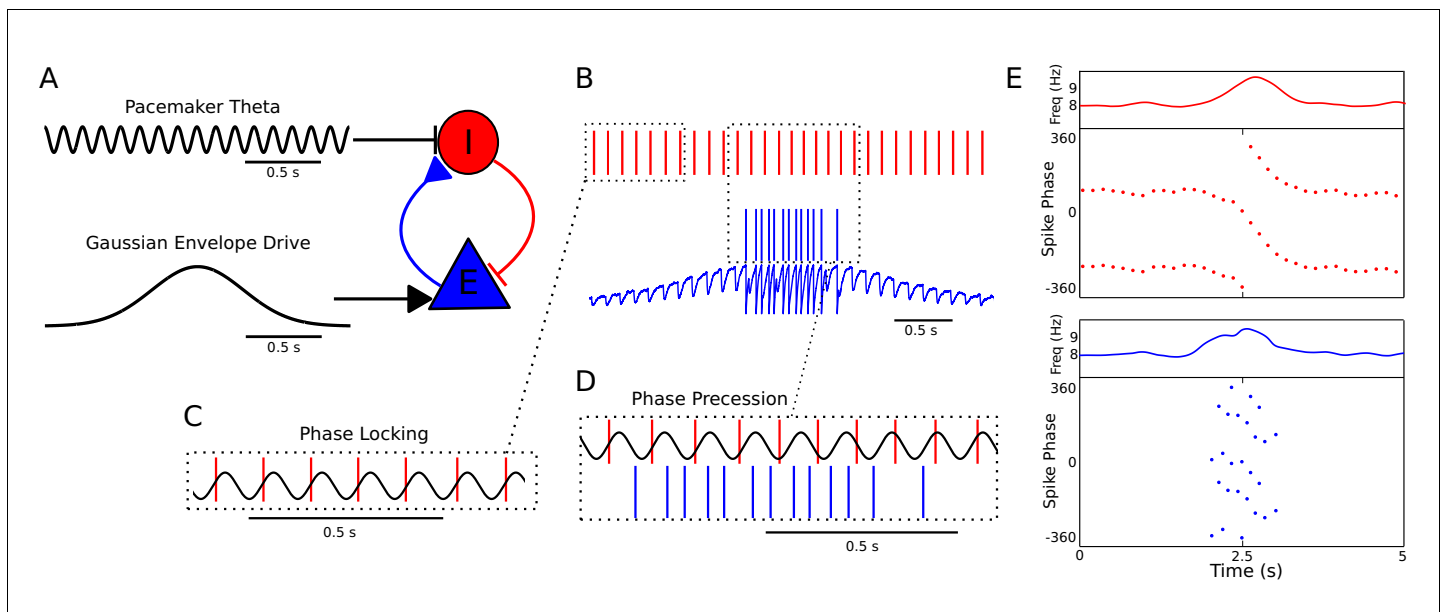 A
Pacemaker Theta
0.5 s
I
Gaussian Envelope Drive
0.5 s
E
B
0.5 s
C
Phase Locking
0.5 s
D
Phase Precession
0.5 s
E
Freq (Hz)
9
8
Spike Phase
360
0
-360
Freq (Hz)
9
8
Spike Phase
360
0
-360
0
2.5
5
Time (s)